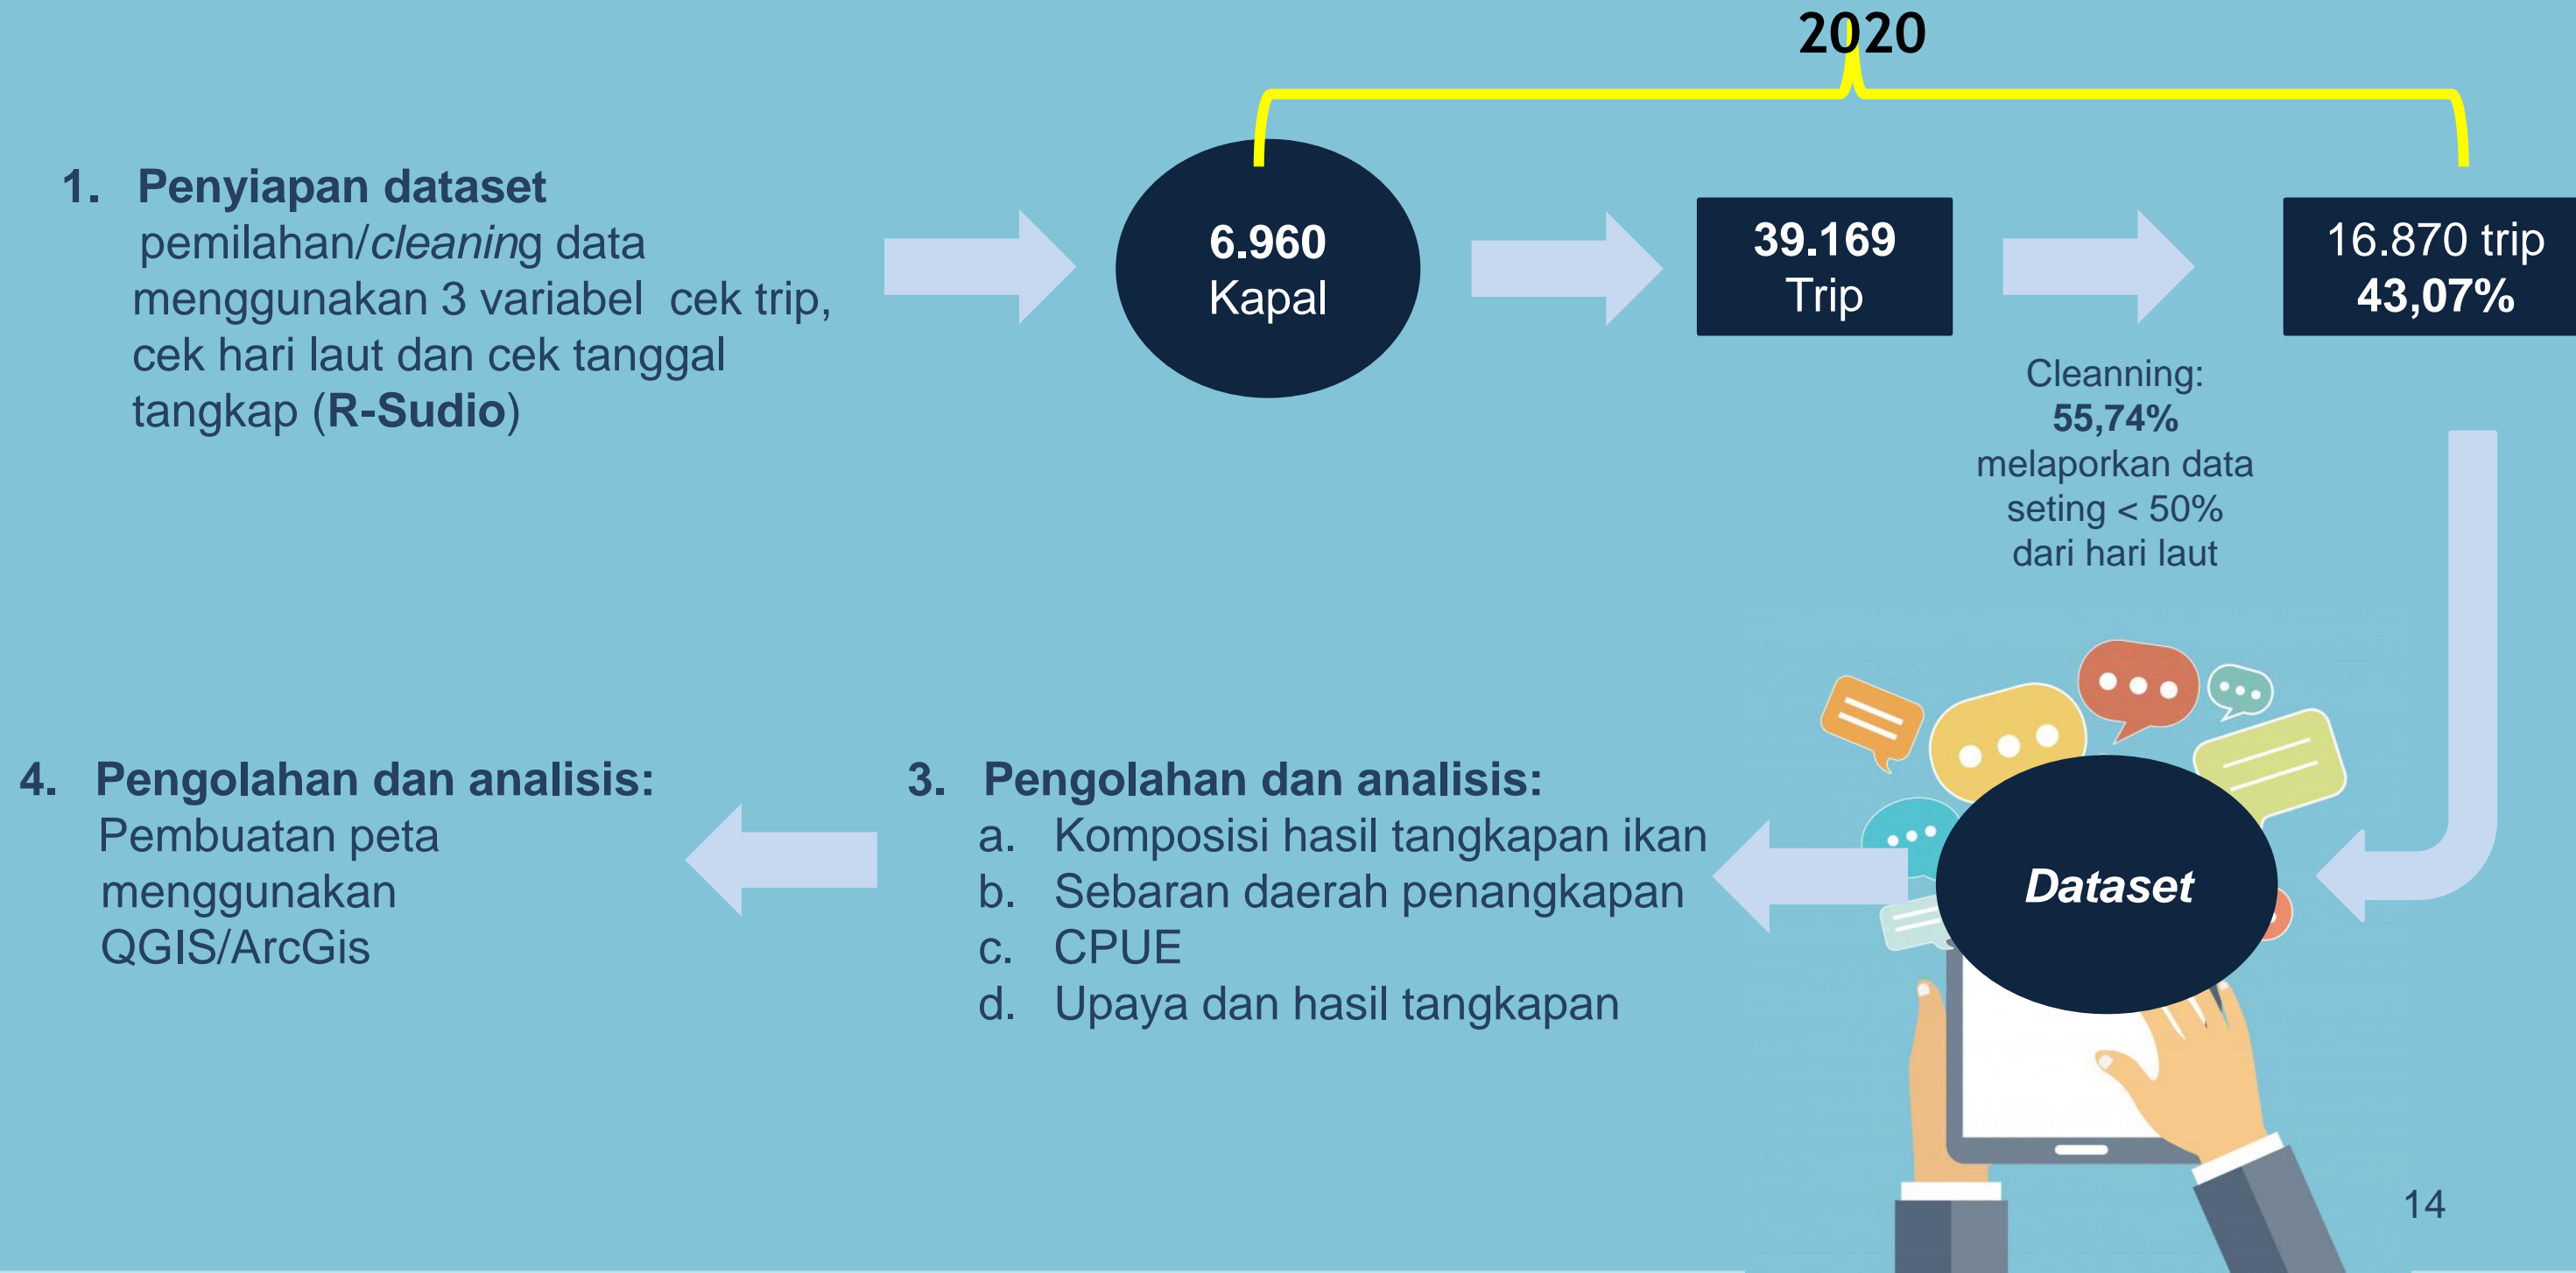 2020
1. Penyiapan dataset
pemilahan/cleaning data
menggunakan 3 variabel cek trip,
cek hari laut dan cek tanggal
tangkap (R-Sudio)
6.960
Kapal
39.169
Trip
16.870 trip
43,07%
Cleanning:
55,74%
melaporkan data
seting < 50%
dari hari laut
Dataset
3. Pengolahan dan analisis:
a. Komposisi hasil tangkapan ikan
b. Sebaran daerah penangkapan
c. CPUE
d. Upaya dan hasil tangkapan
4. Pengolahan dan analisis:
Pembuatan peta
menggunakan
QGIS/ArcGis
14